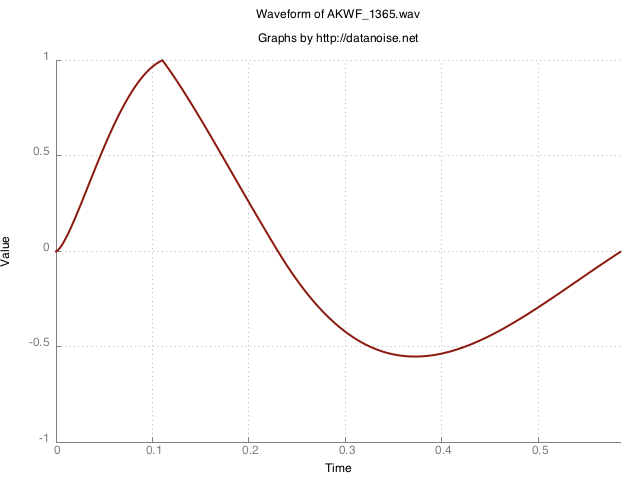 Waveform of AKWF_1365.wav
Graphs by http://datanoise.net
1
0.5
0
-0.5
-1
Value
0 0.1 0.2 0.3 0.4 0.5
Time